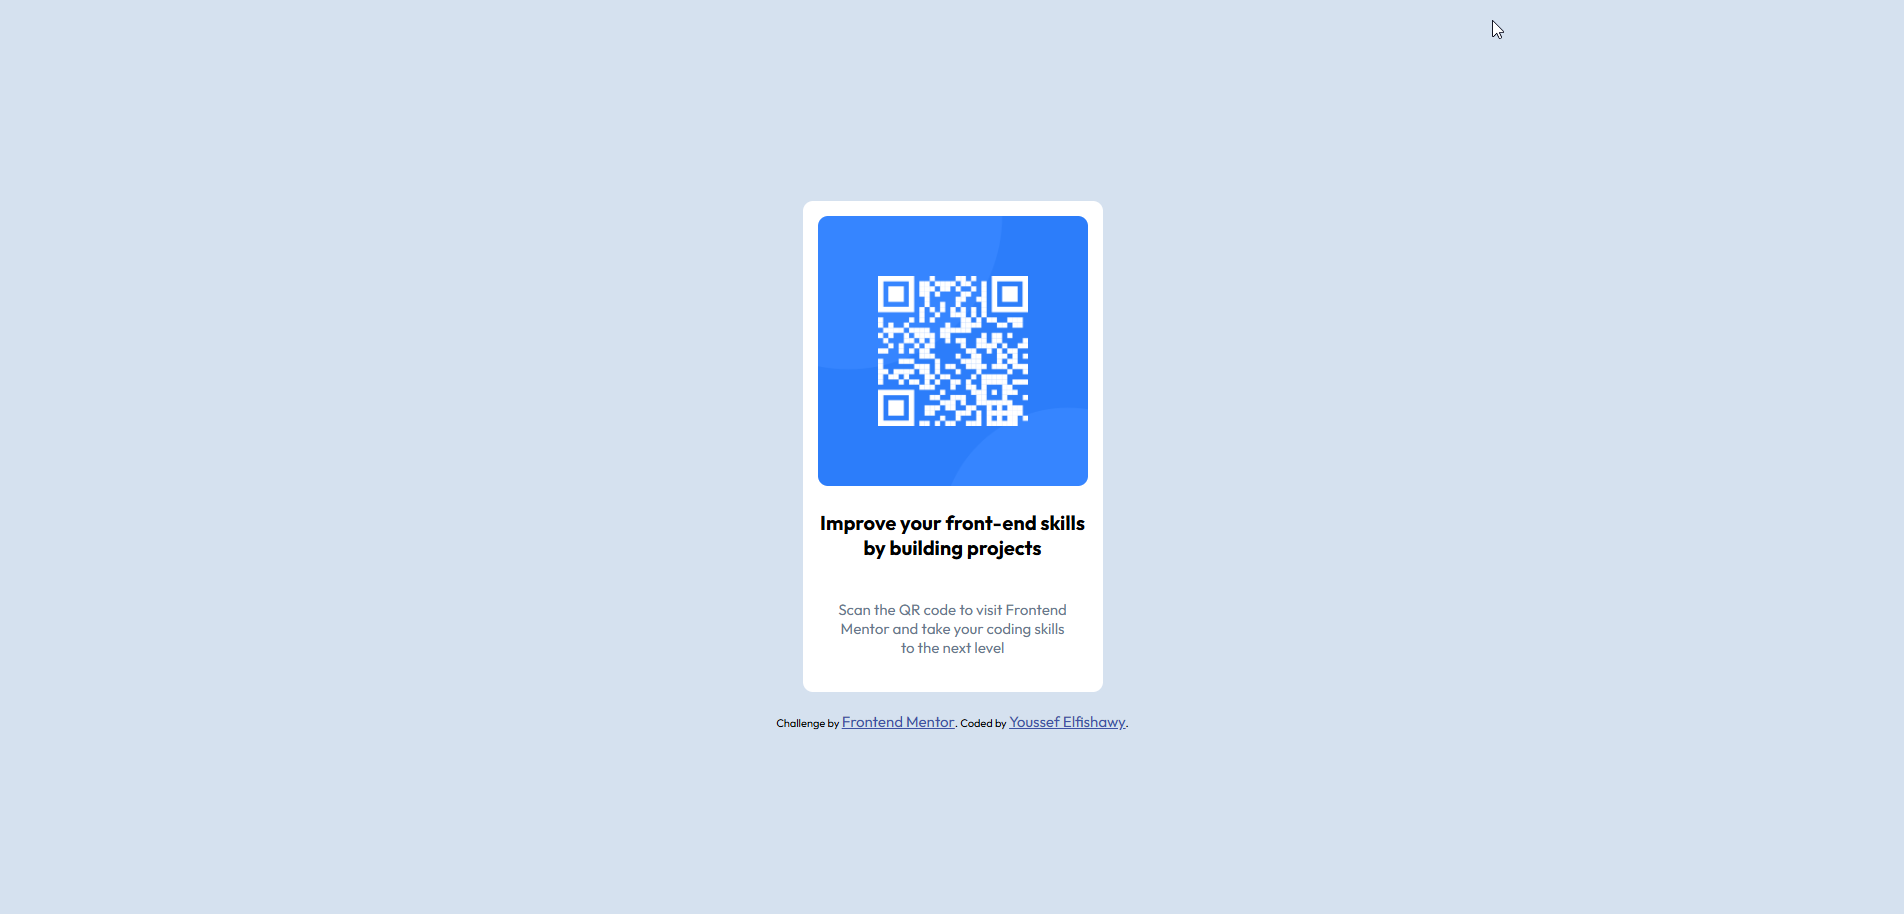 Improve your front-end skills
by building projects
Scan the QR code to visit Frontend
Mentor and take your coding skills
to the next level
Challenge by Frontend Mentor. Coded by Youssef Elfishawy.